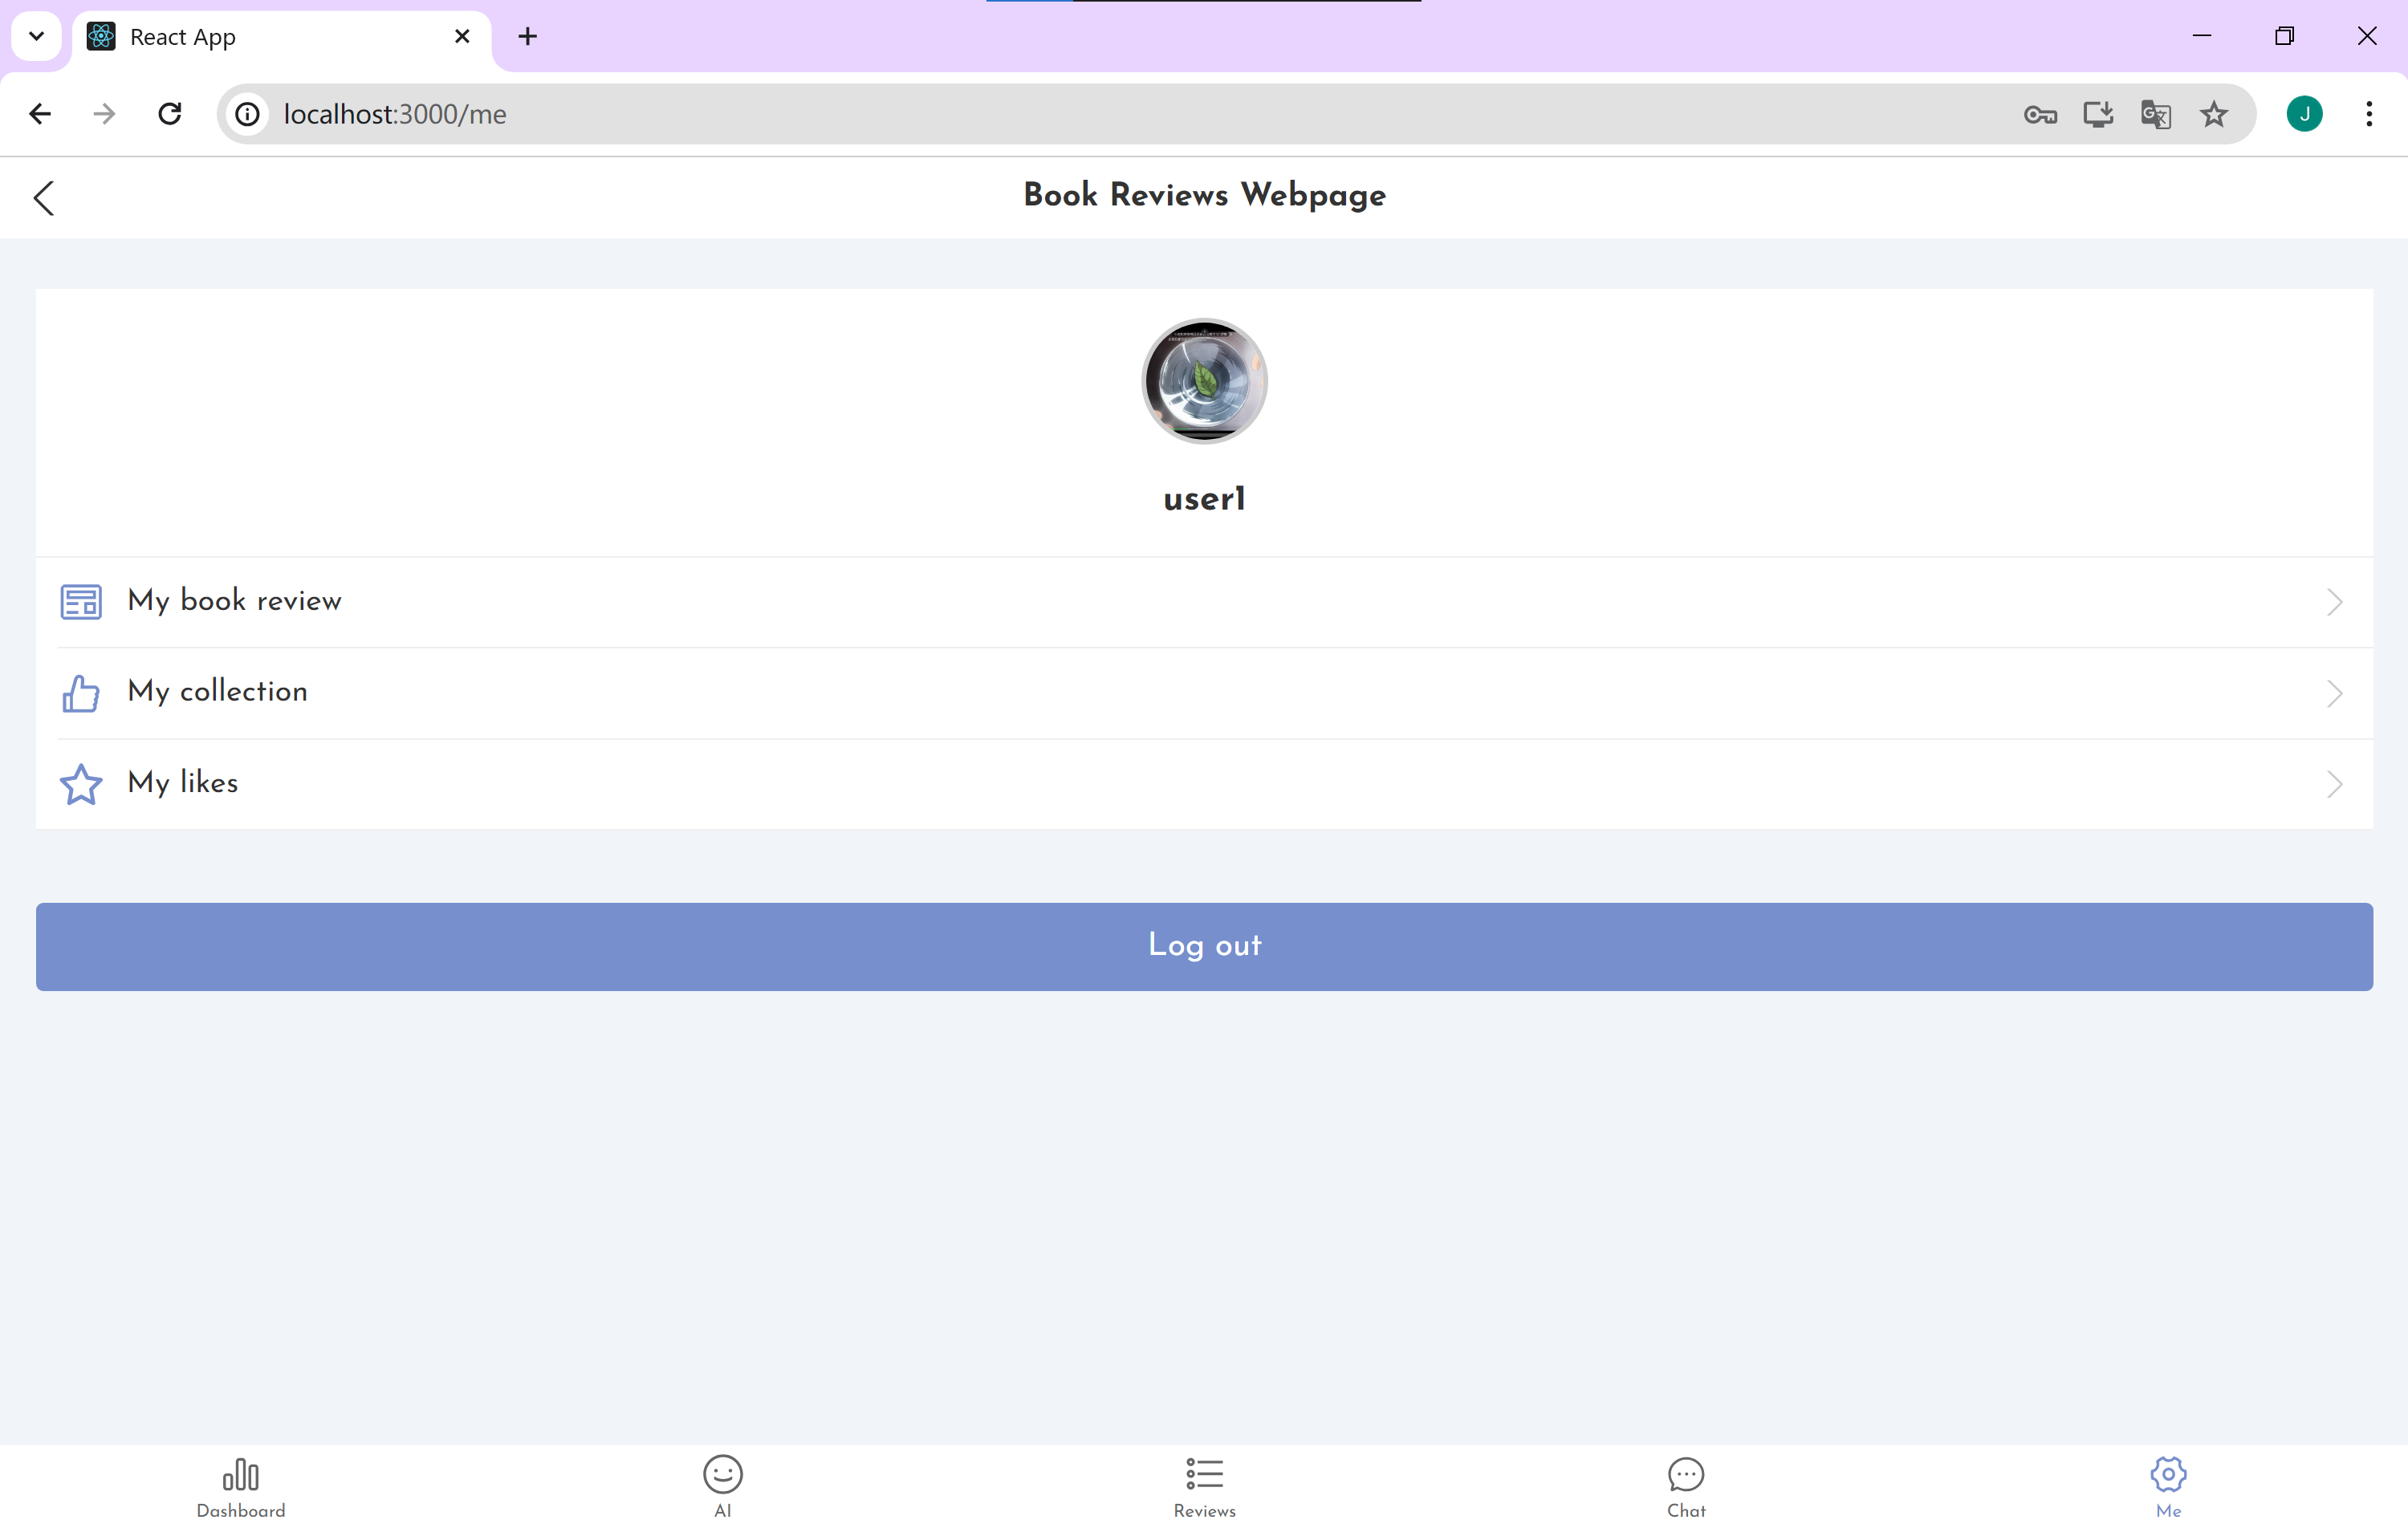 React App
localhost:3000/me
J
Book Reviews Webpage
user1
My book review
My collection
My likes
Log out
Dashboard
AI
Reviews
Chat
Me